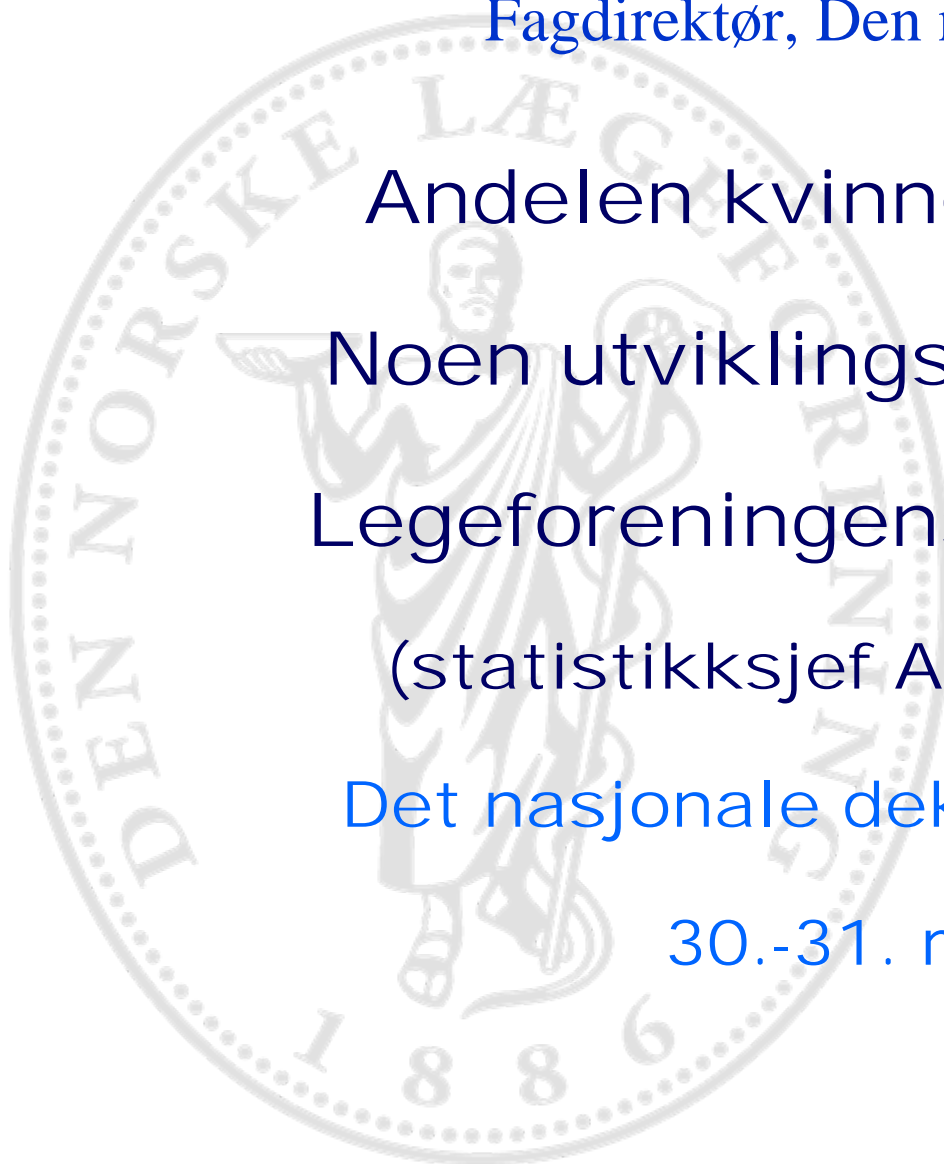 Fagdirektør, Den
Andelen kvinn
Noen utviklings
Legeforeningen
(statistikksjef A
Det nasjonale dek
30.-31.
DEN NORSKE LÆGEFORENING
1886